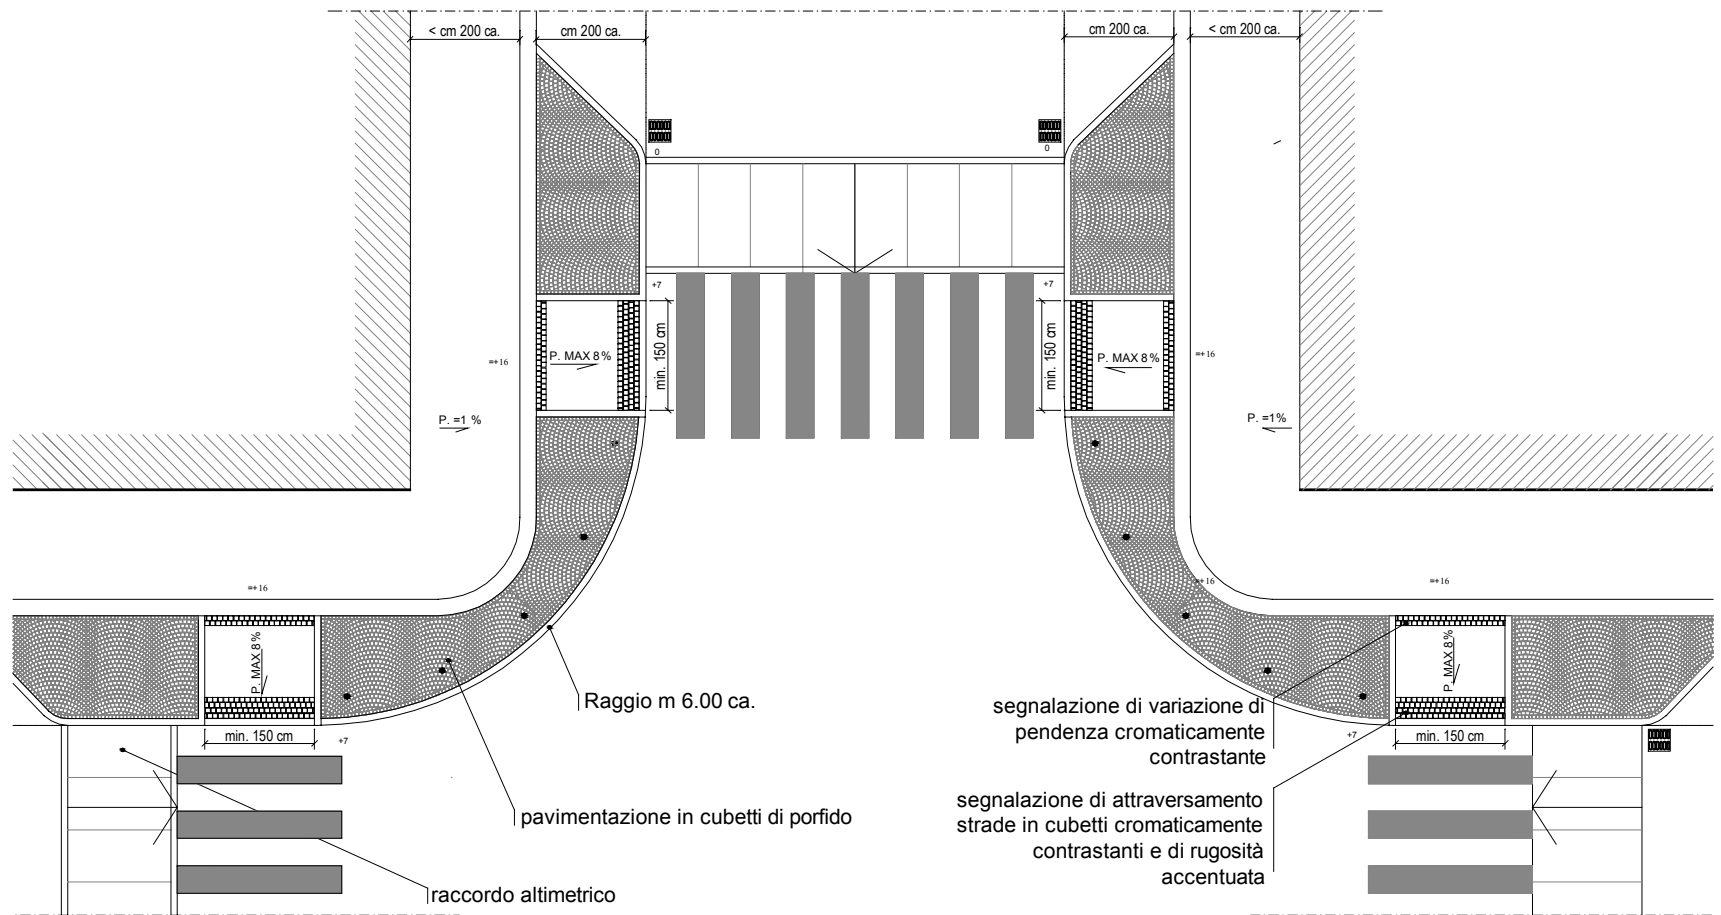 < cm 200 ca.
cm 200 ca.
cm 200 ca.
< cm 200 ca.
0
0
+7
+7
min. 150 cm
min. 150 cm
P. MAX 8%
P. MAX 8%
=+16
=+16
P. =1 %
P. =1%
=+16
=+16
=+16
P. MAX 8%
P. MAX 8%
Raggio m 6.00 ca.
segnalazione di variazione di
pendenza cromaticamente
contrastante
min. 150 cm
+7
+7
min. 150 cm
pavimentazione in cubetti di porfido
segnalazione di attraversamento
strade in cubetti cromaticamente
contrastanti e di rugosità
accentuata
raccordo altimetrico